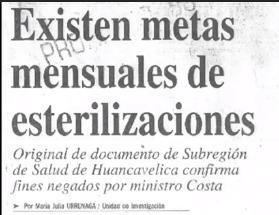 Existen metas
mensuales de
esterilizaciones
Original de documento de Subregión
de Salud de Huancavelica confirma
fines negados por ministro Costa
➤ Por María Julia URRUNAGA / Unidad de Investigación